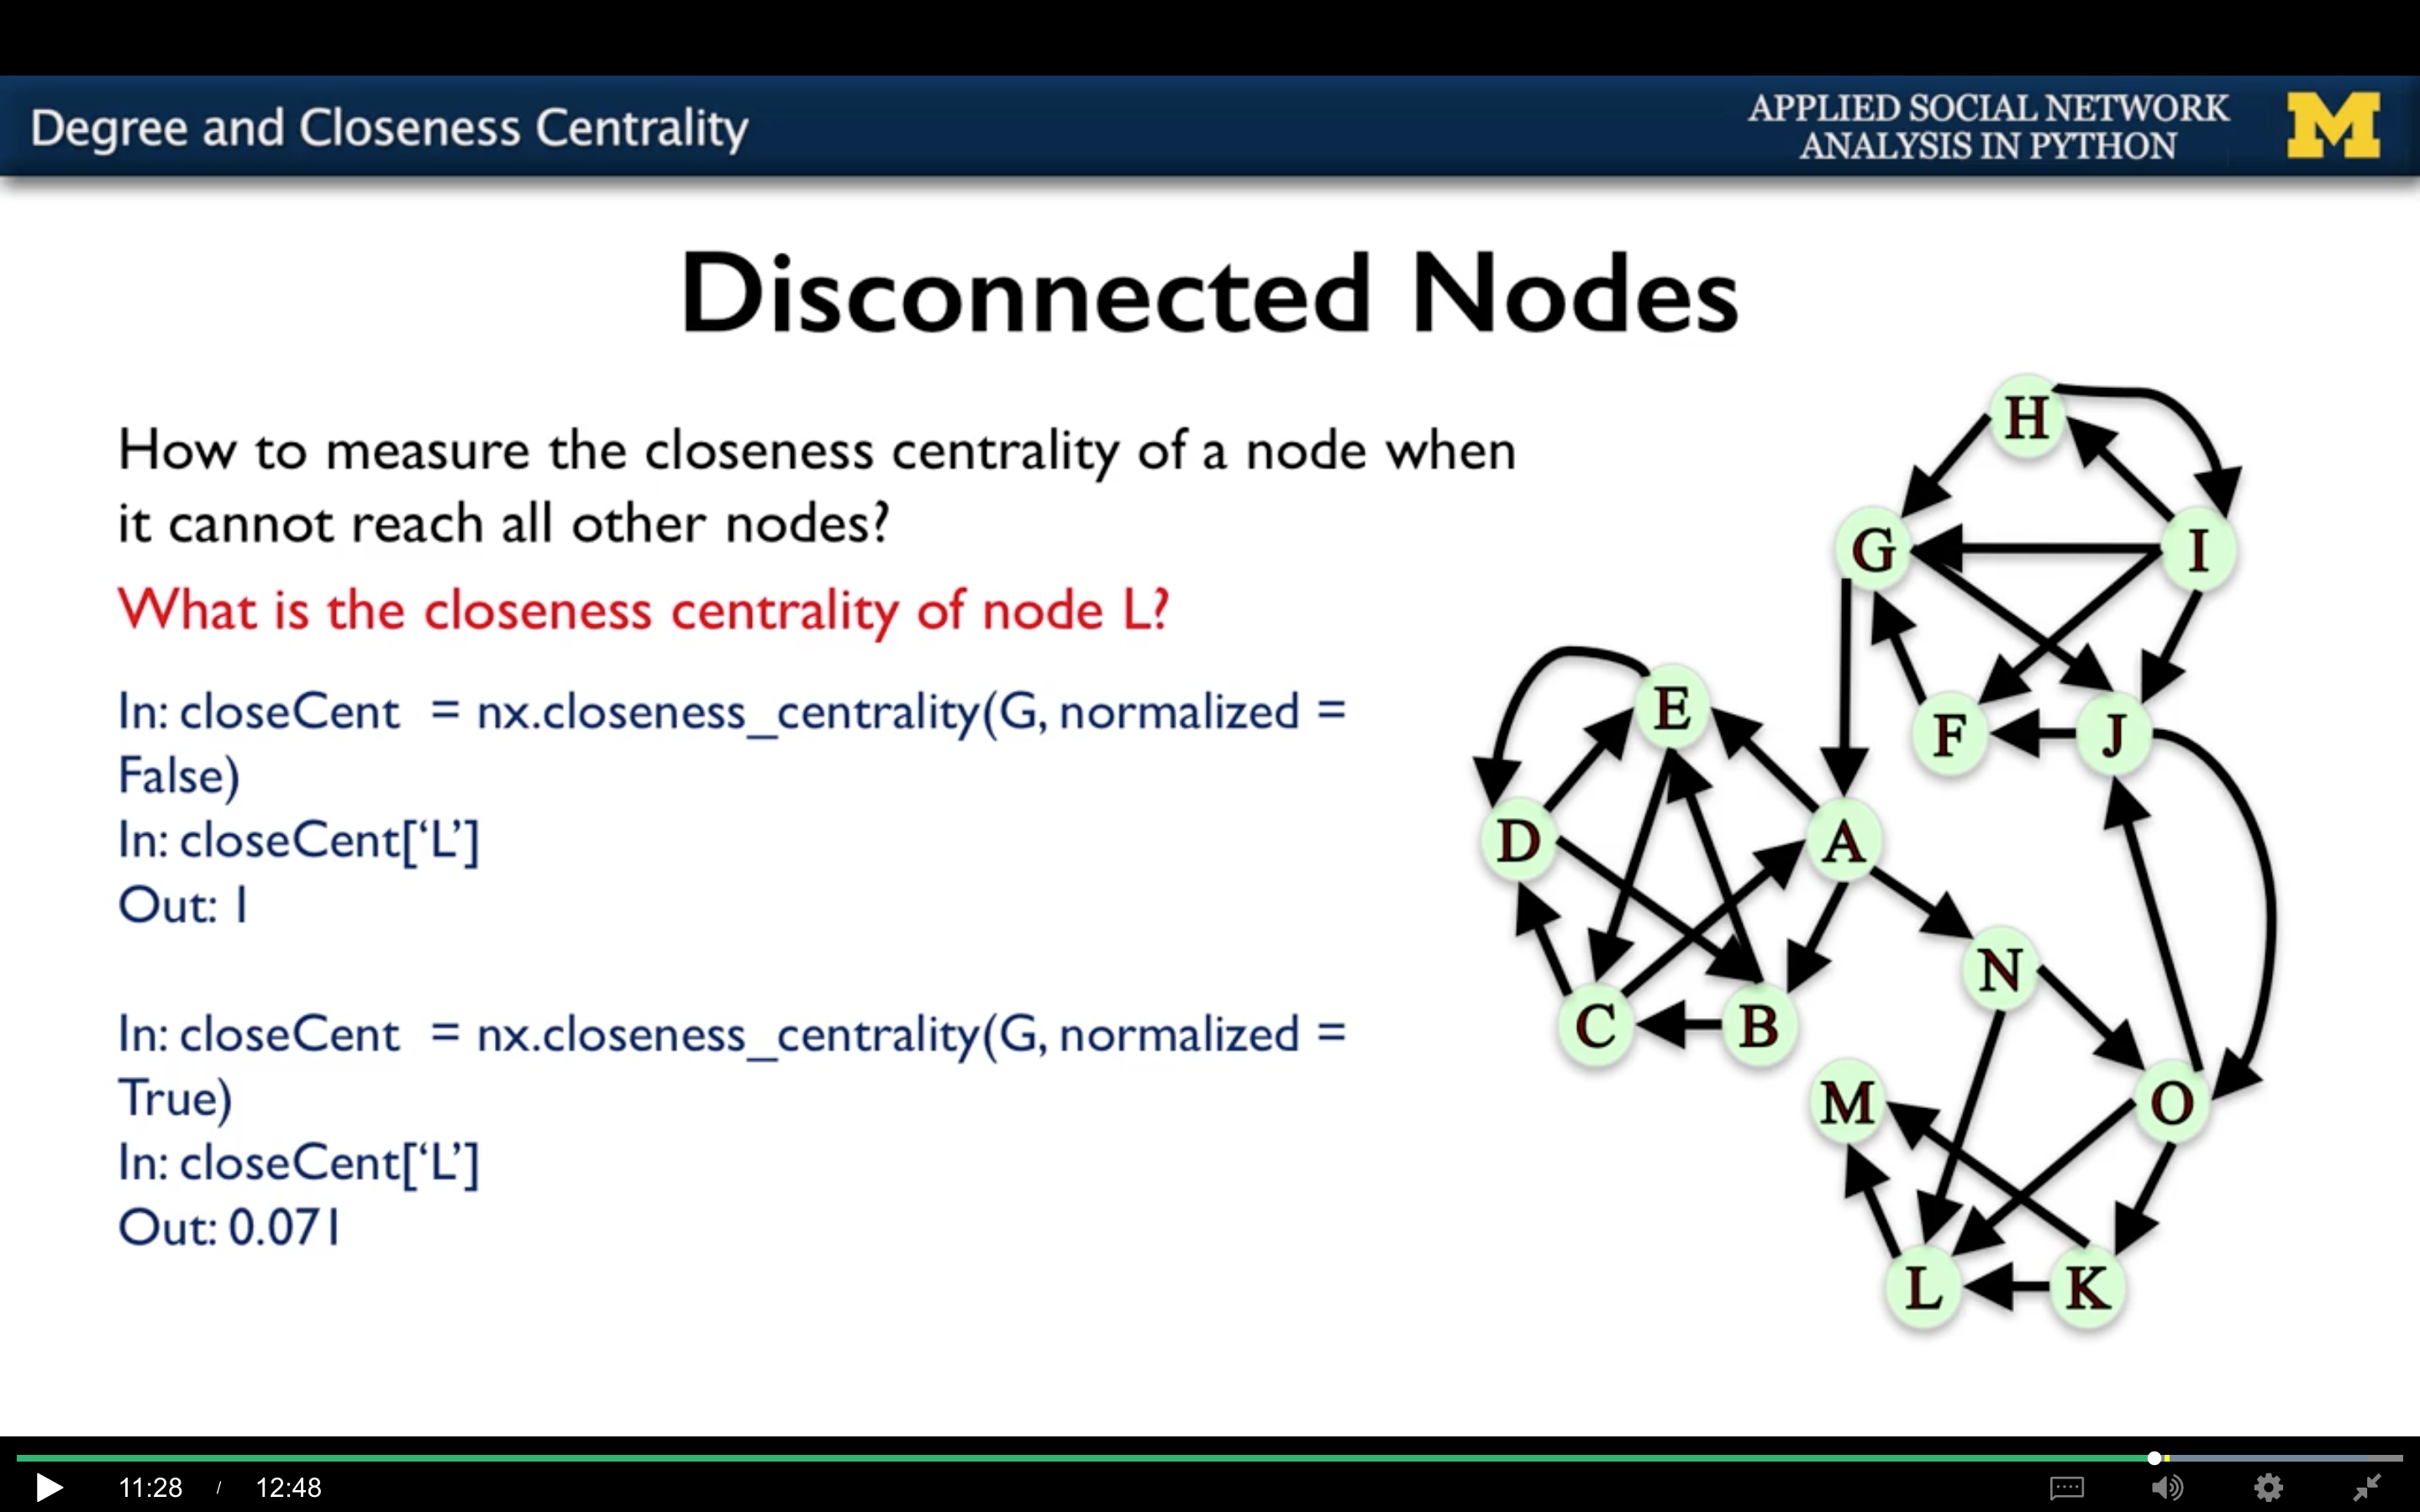 Degree and Closeness Centrality
APPLIED SOCIAL NETWORK
ANALYSIS IN PYTHON
M
Disconnected Nodes
How to measure the closeness centrality of a node when
it cannot reach all other nodes?
What is the closeness centrality of node L?
In: closeCent = nx.closeness_centrality(G, normalized =
False)
In: closeCent[‘L’]
Out: 1
In: closeCent = nx.closeness_centrality(G, normalized =
True)
In: closeCent[‘L’]
Out: 0.071
H
G
I
E
F
J
D
A
N
C
B
M
O
L
K
11:28 / 12:48